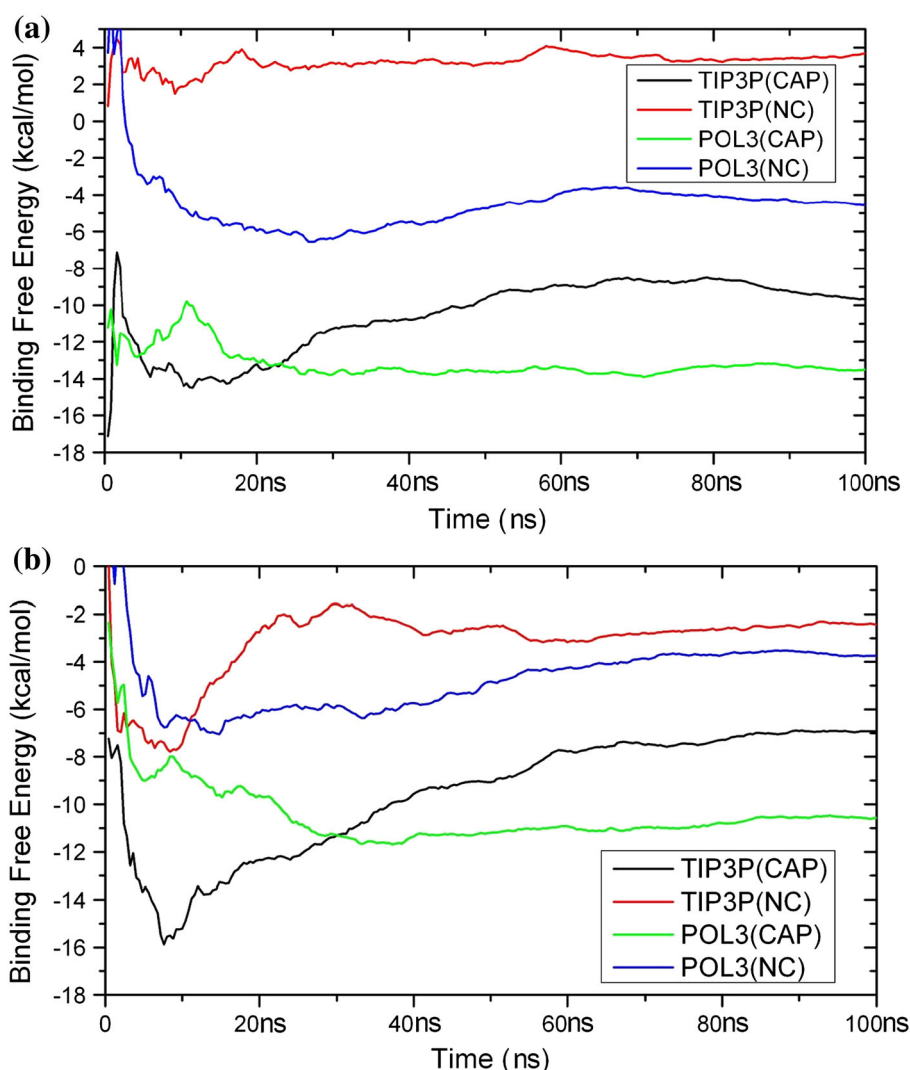 (a)
Binding Free Energy (kcal/mol)
4
2
0
-2
-4
-6
-8
-10
-12
-14
-16
-18
TIP3P(CAP)
TIP3P(NC)
POL3(CAP)
POL3(NC)
0 20ns 40ns 60ns 80ns 100ns
Time (ns)
(b)
Binding Free Energy (kcal/mol)
0
-2
-4
-6
-8
-10
-12
-14
-16
-18
TIP3P(CAP)
TIP3P(NC)
POL3(CAP)
POL3(NC)
0 20ns 40ns 60ns 80ns 100ns
Time (ns)